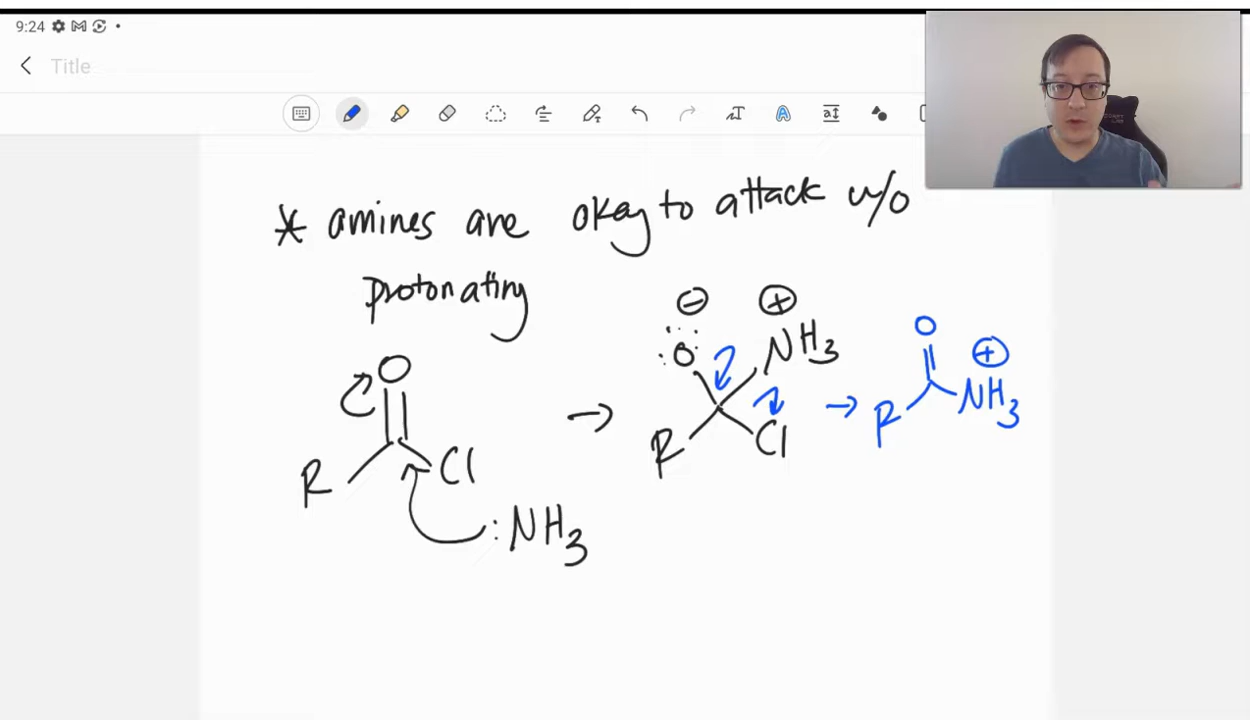 9:24
Title
* amines are okay to attack w/o
protonating
O
R Cl
:NH3
→
⊖ ⊕
:O: NH3
R Cl
→
O ⊕
R NH3